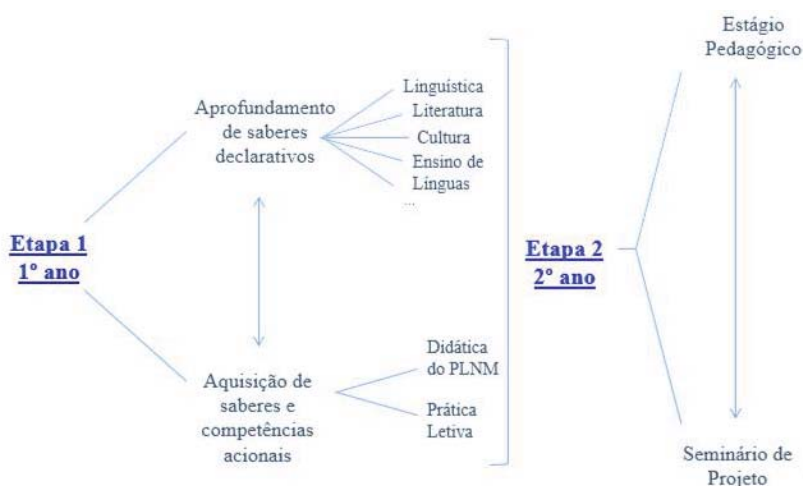 Etapa 1
1º ano
Aprofundamento
de saberes
declarativos
Linguística
Literatura
Cultura
Ensino de
Línguas
...
Aquisição de
saberes e
competências
acionais
Didática
do PLNM
Prática
Letiva
Etapa 2
2º ano
Estágio
Pedagógico
Seminário de
Projeto